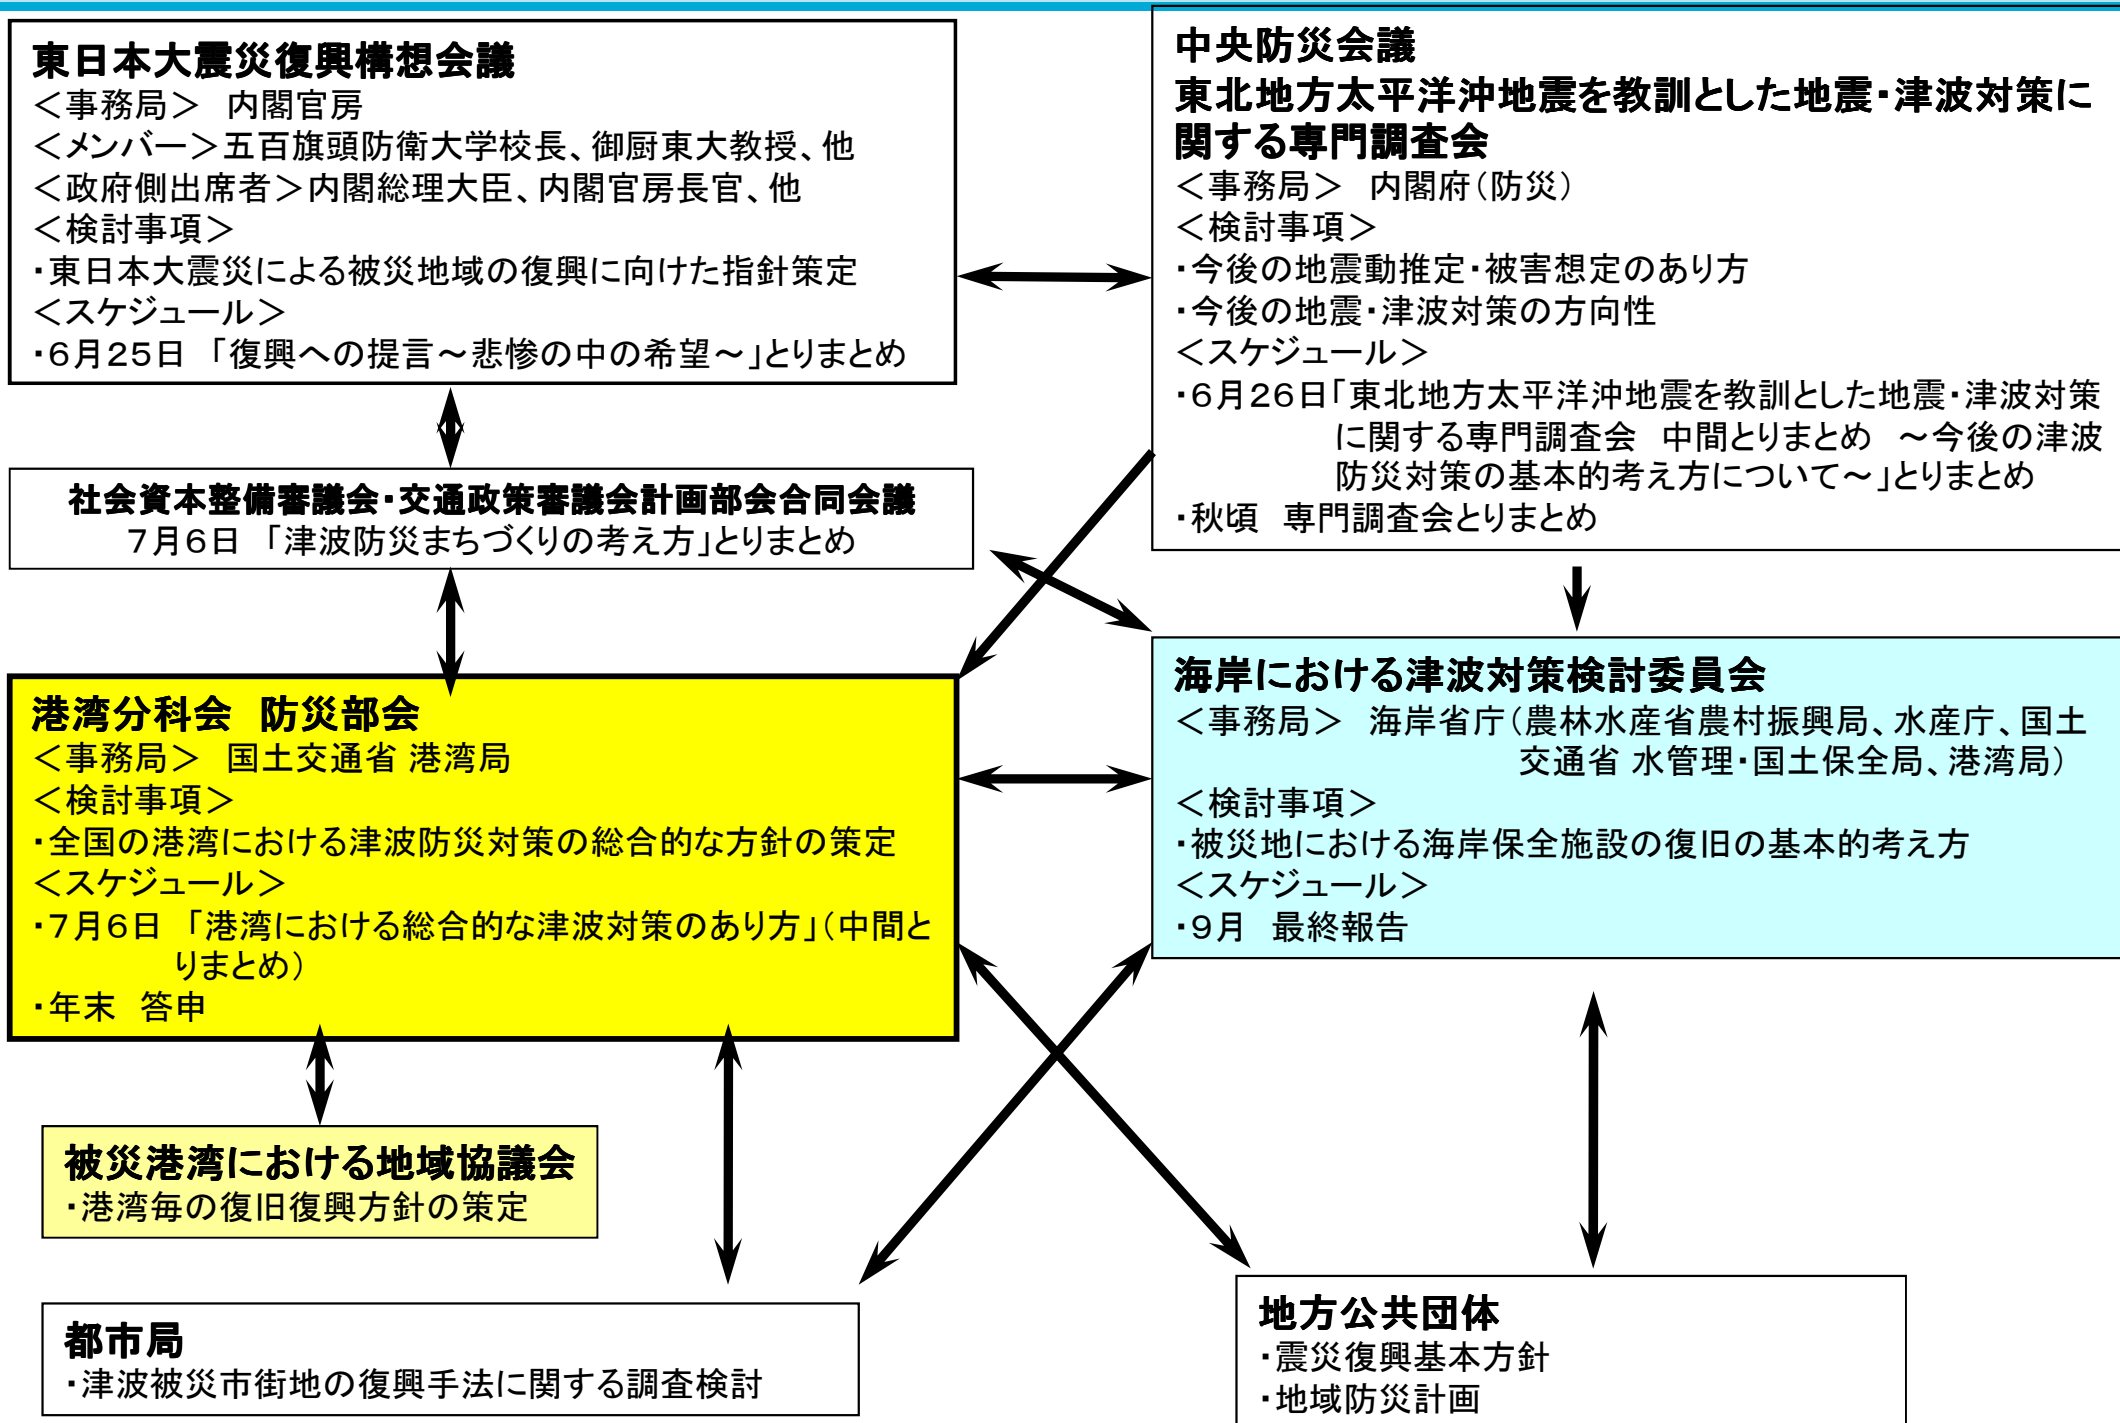 東日本大震災復興構想会議
＜事務局＞　内閣官房
＜メンバー＞五百旗頭防衛大学校長、御厨東大教授、他
＜政府側出席者＞内閣総理大臣、内閣官房長官、他
＜検討事項＞
・東日本大震災による被災地域の復興に向けた指針策定
＜スケジュール＞
・６月２５日　「復興への提言～悲惨の中の希望～」とりまとめ
中央防災会議
東北地方太平洋沖地震を教訓とした地震・津波対策に
関する専門調査会
＜事務局＞　内閣府（防災）
＜検討事項＞
・今後の地震動推定・被害想定のあり方
・今後の地震・津波対策の方向性
＜スケジュール＞
・６月２６日「東北地方太平洋沖地震を教訓とした地震・津波対策
に関する専門調査会　中間とりまとめ　～今後の津波
防災対策の基本的考え方について～」とりまとめ
・秋頃　専門調査会とりまとめ
社会資本整備審議会・交通政策審議会計画部会合同会議
７月６日　「津波防災まちづくりの考え方」とりまとめ
港湾分科会　防災部会
＜事務局＞　国土交通省 港湾局
＜検討事項＞
・全国の港湾における津波防災対策の総合的な方針の策定
＜スケジュール＞
・７月６日　「港湾における総合的な津波対策のあり方」（中間と
りまとめ）
・年末　答申
海岸における津波対策検討委員会
＜事務局＞　海岸省庁（農林水産省農村振興局、水産庁、国土
交通省 水管理・国土保全局、港湾局）
＜検討事項＞
・被災地における海岸保全施設の復旧の基本的考え方
＜スケジュール＞
・９月　最終報告
被災港湾における地域協議会
・港湾毎の復旧復興方針の策定
都市局
・津波被災市街地の復興手法に関する調査検討
地方公共団体
・震災復興基本方針
・地域防災計画